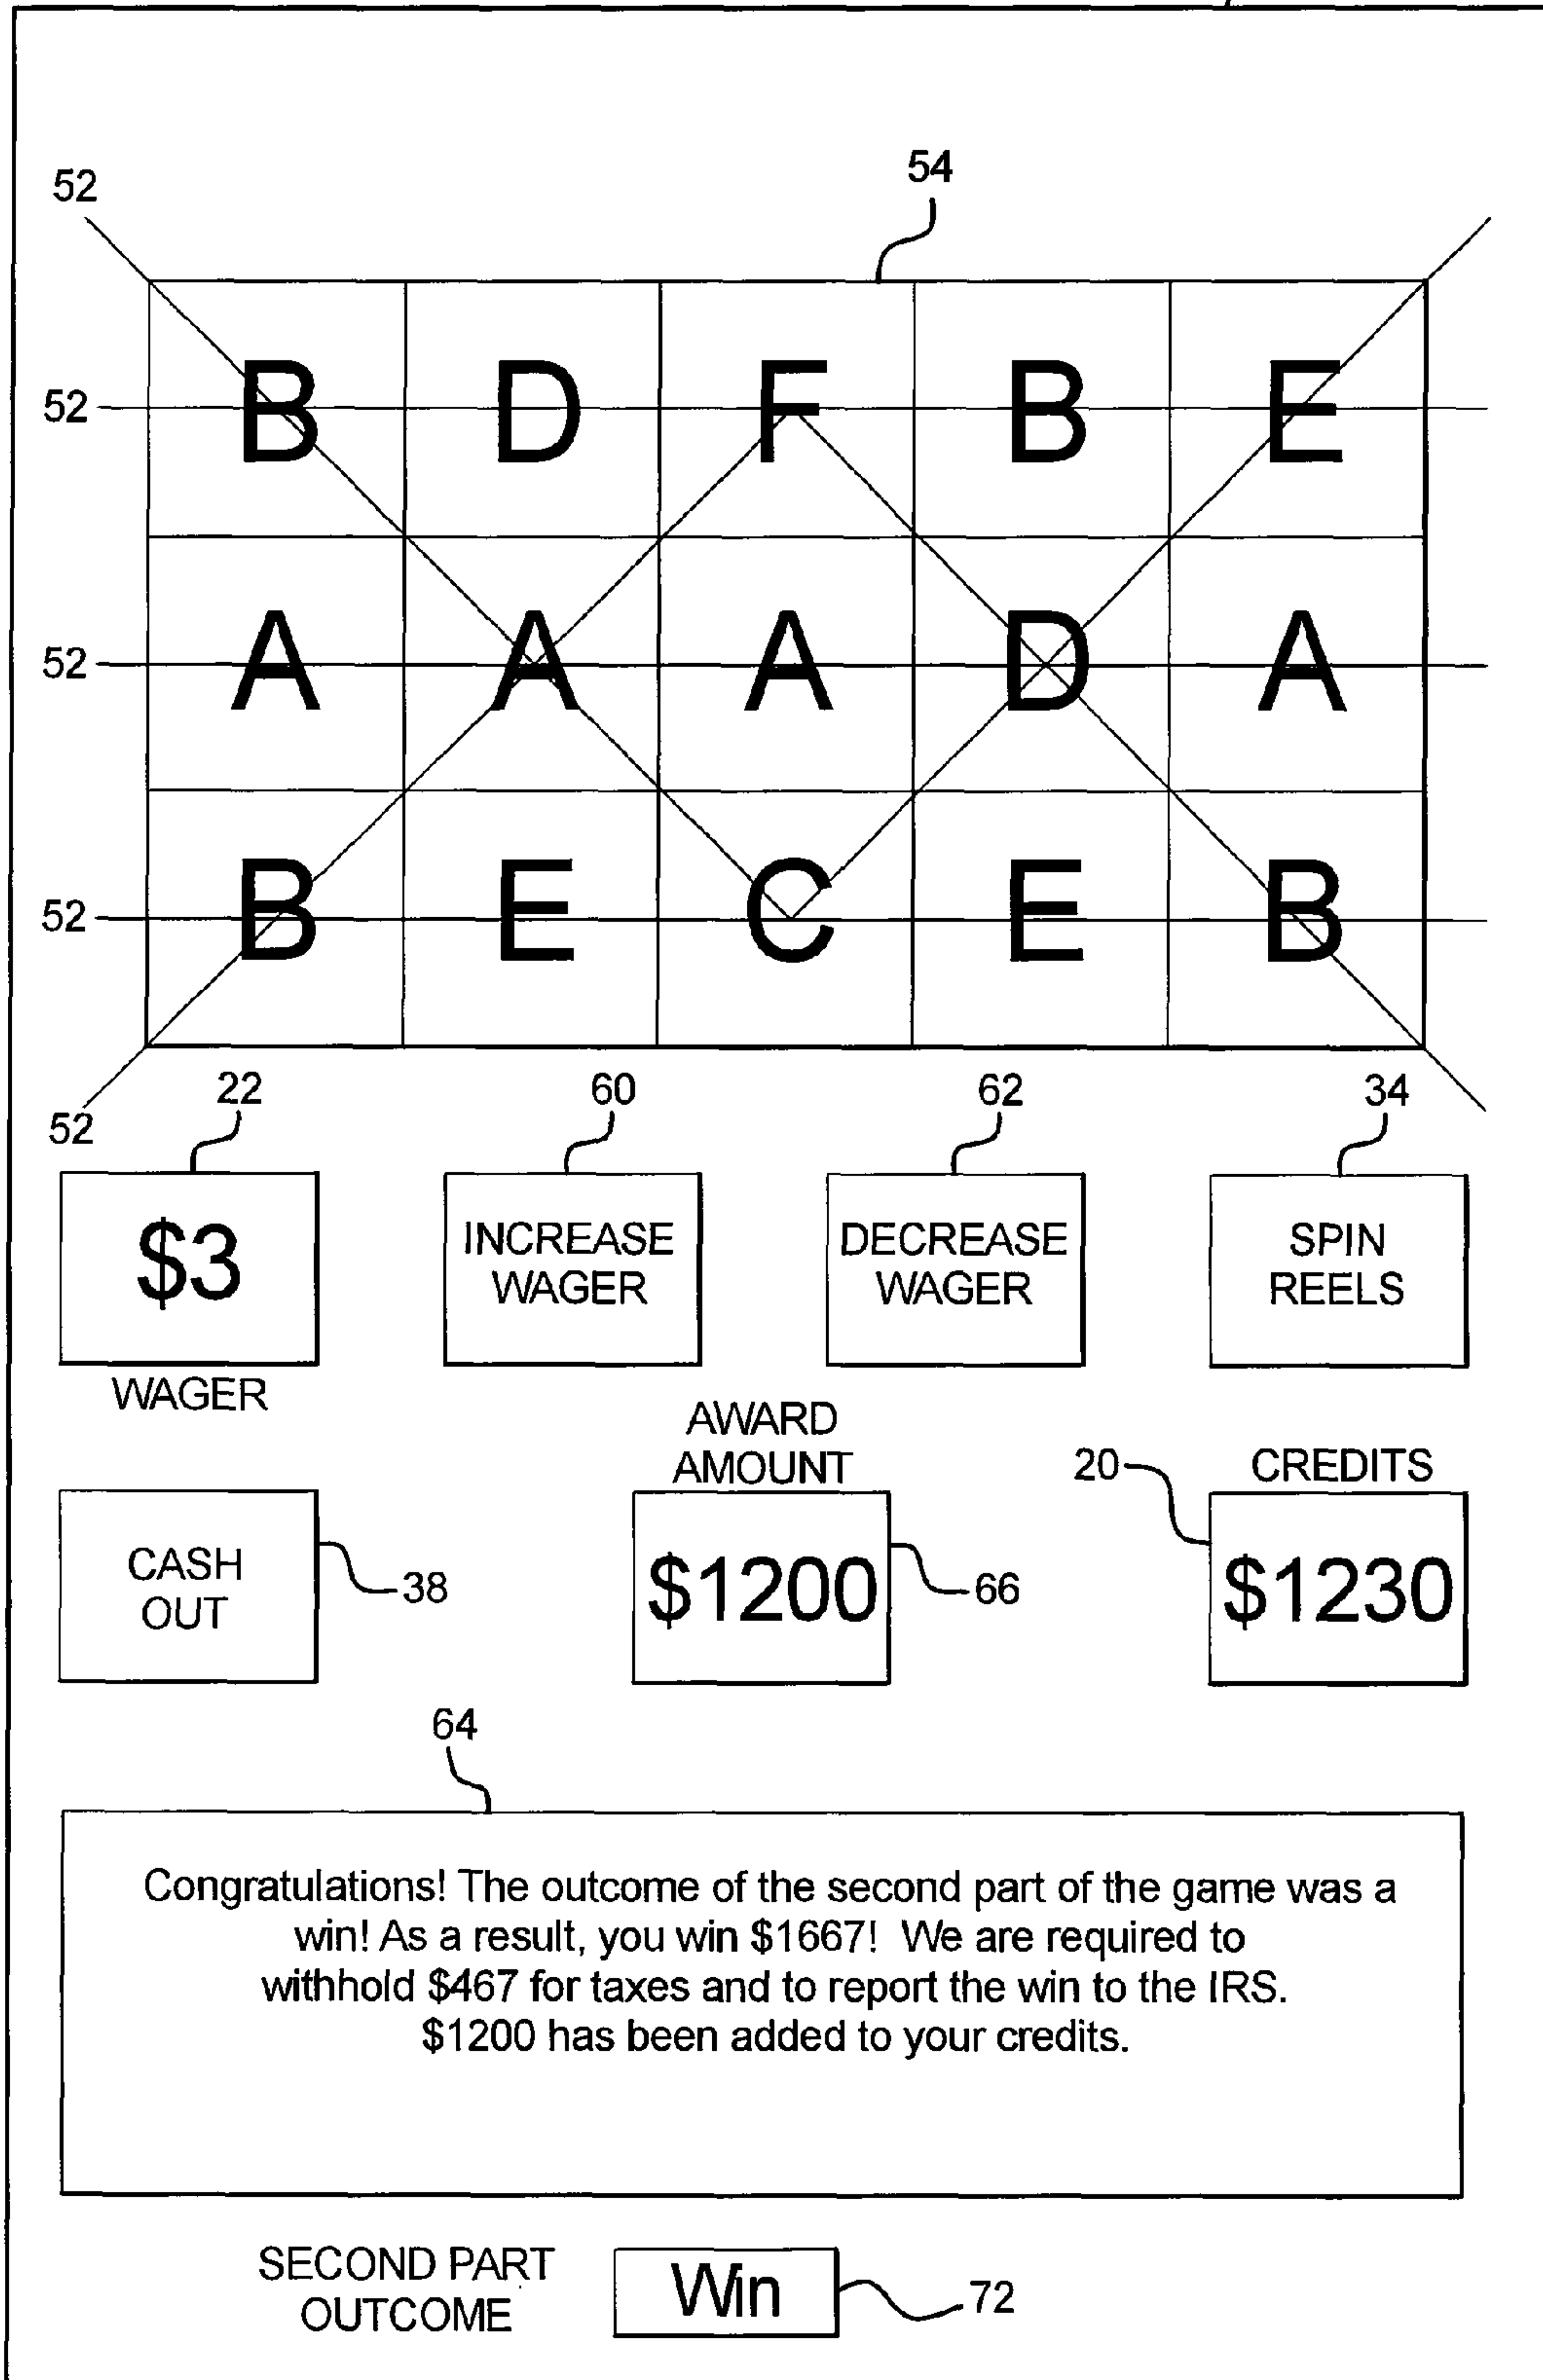 54
52
52
B D F B E
52
A A A D A
52
B E C E B
52
22 60 62 34
$3
INCREASE
WAGER
DECREASE
WAGER
SPIN
REELS
WAGER
AWARD
AMOUNT
20
CREDITS
CASH
OUT
38
$1200
66
$1230
64
Congratulations! The outcome of the second part of the game was a
win! As a result, you win $1667! We are required to
withhold $467 for taxes and to report the win to the IRS.
$1200 has been added to your credits.
SECOND PART
OUTCOME
Win
72